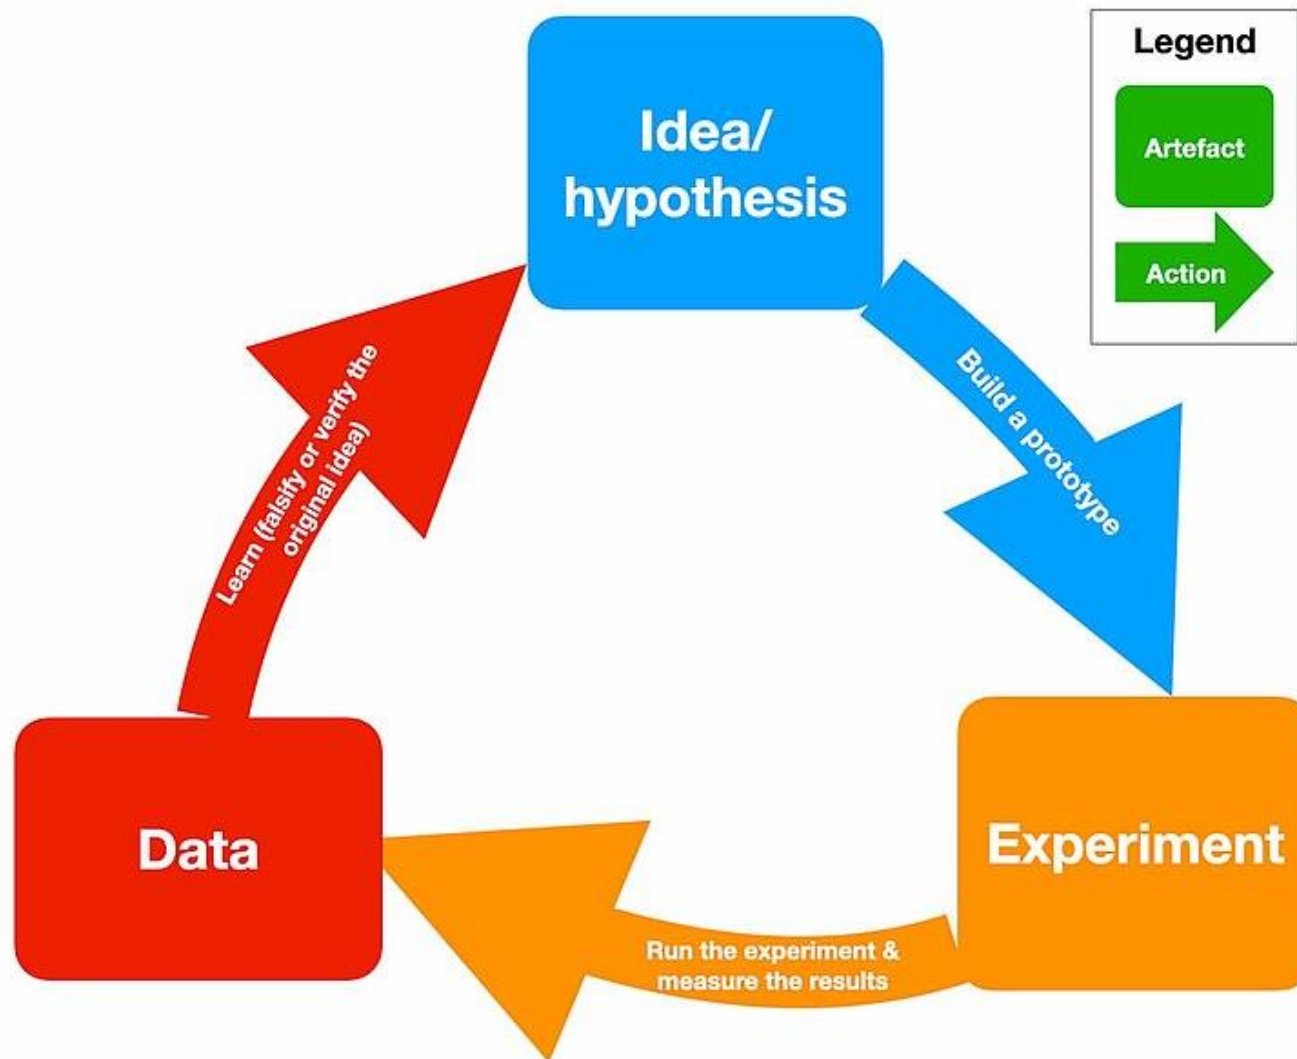 Legend
Artefact
Action
Idea/
hypothesis
Build a prototype
Experiment
Run the experiment &
measure the results
Data
Learn (falsify or verify the
original idea)